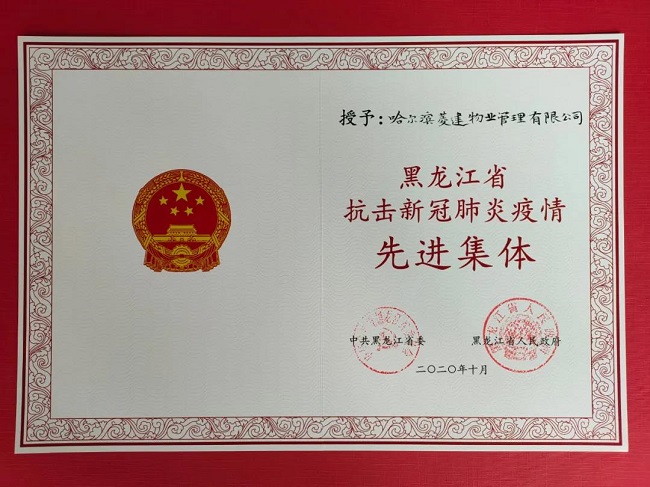 授予：哈尔滨菱建物业管理有限公司
黑龙江省
抗击新冠肺炎疫情
先进集体
中共黑龙江省委 黑龙江省人民政府
二〇二〇年十月